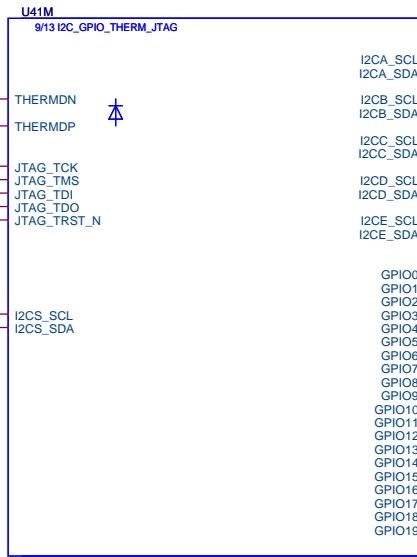 U41M
9/13 I2C_GPIO_THERM_JTAG
I2CA_SCL
I2CA_SDA
THERMDN
I2CB_SCL
I2CB_SDA
THERMDP
I2CC_SCL
I2CC_SDA
JTAG_TCK
JTAG_TMS
I2CD_SCL
JTAG_TDI
I2CD_SDA
JTAG_TDO
JTAG_TRST_N
I2CE_SCL
I2CE_SDA
GPIO0
GPIO1
GPIO2
I2CS_SCL
GPIO3
I2CS_SDA
GPIO4
GPIO5
GPIO6
GPIO7
GPIO8
GPIO9
GPIO10
GPIO11
GPIO12
GPIO13
GPIO14
GPIO15
GPIO16
GPIO17
GPIO18
GPIO19